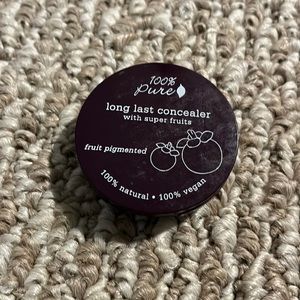 100%
pure
long last concealer
with super fruits
fruit pigmented
100% natural • 100% vegan